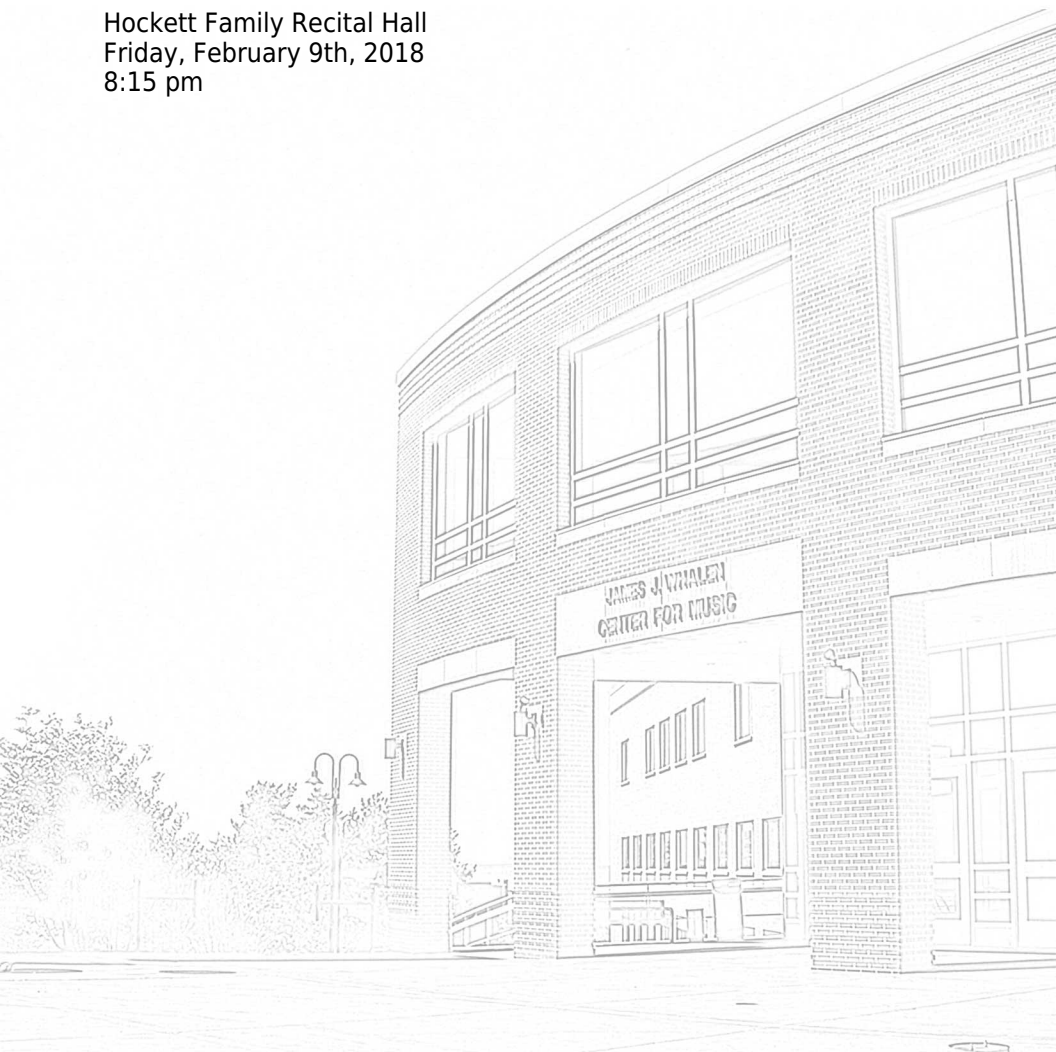 Hockett Family Recital Hall
Friday, February 9th, 2018
8:15 pm
JAMES J. WHALEN
CENTER FOR MUSIC